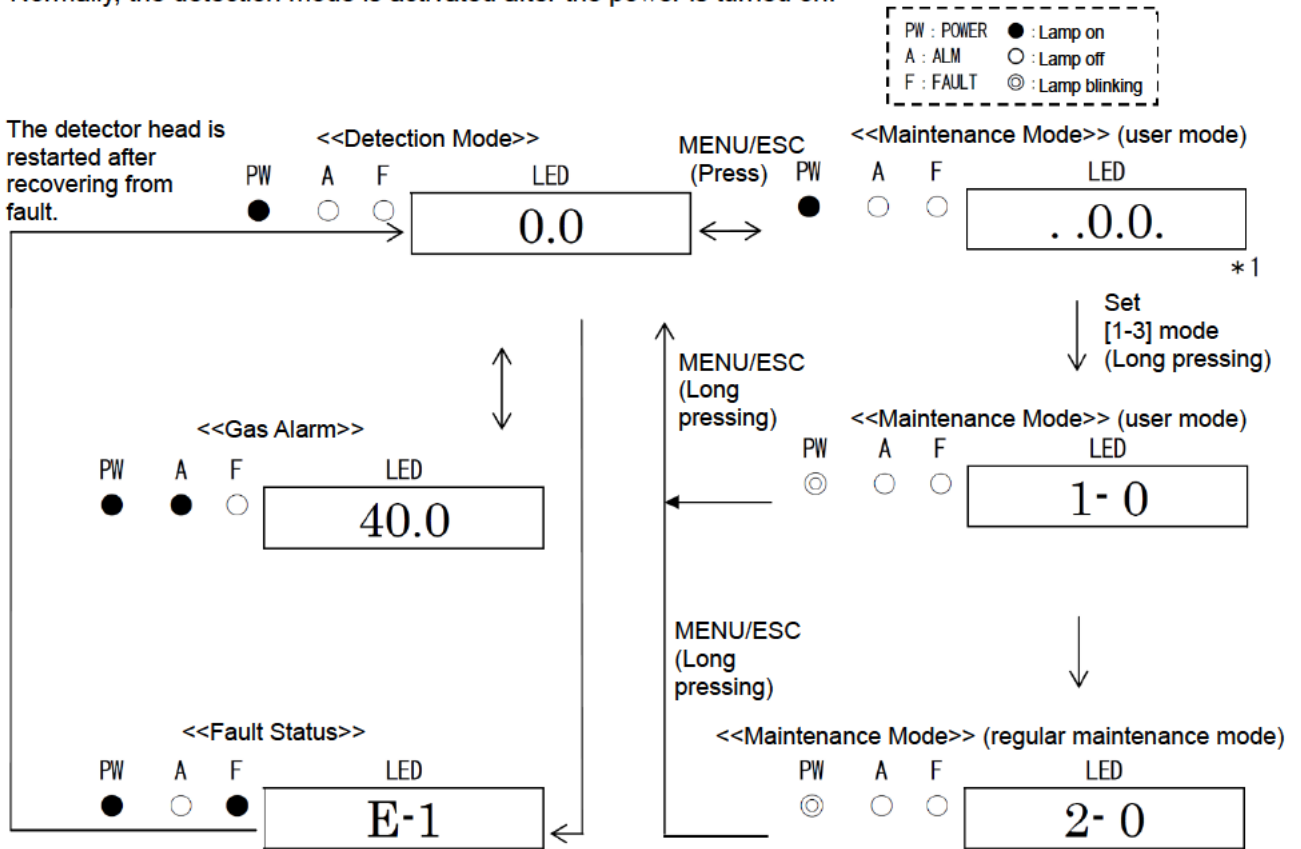 Normally, the detection mode is activated after the power is turned on.
PW : POWER ● : Lamp on
A : ALM ○ : Lamp off
F : FAULT ◎ : Lamp blinking
The detector head is
restarted after
recovering from
fault.
<<Detection Mode>>
PW A F LED
0.0
MENU/ESC
(Press)
<<Maintenance Mode>> (user mode)
PW A F LED
. .0.0.
*1
Set
[1-3] mode
(Long pressing)
MENU/ESC
(Long
pressing)
<<Gas Alarm>>
PW A F LED
40.0
<<Maintenance Mode>> (user mode)
PW A F LED
1- 0
MENU/ESC
(Long
pressing)
<<Fault Status>>
PW A F LED
E-1
<<Maintenance Mode>> (regular maintenance mode)
PW A F LED
2- 0